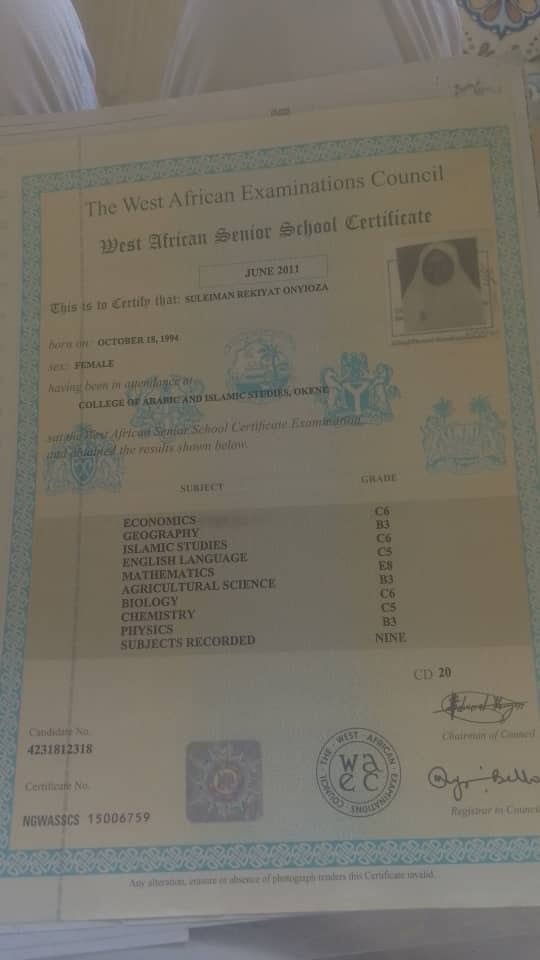 The West African Examinations Council
West African Senior School Certificate
JUNE 2011
This is to Certify that: SULEIMAN REKIYAT ONYIOZA
born on: OCTOBER 18, 1994
sex: FEMALE
having been in attendance at
COLLEGE OF ARABIC AND ISLAMIC STUDIES, OKENE
sat the West African Senior School Certificate Examination
and obtained the results shown below.
SUBJECT GRADE
ECONOMICS C6
GEOGRAPHY B3
ISLAMIC STUDIES C6
ENGLISH LANGUAGE C5
MATHEMATICS E8
AGRICULTURAL SCIENCE B3
BIOLOGY C6
CHEMISTRY C5
PHYSICS B3
SUBJECTS RECORDED NINE
CD 20
Chairman of Council
Candidate No.
4231812318
THE WEST AFRICAN EXAMINATIONS COUNCIL
waec
Certificate No.
Registrar to Council
NGWASSCS 15006759
Any alteration, erasure or absence of photograph renders this Certificate invalid.